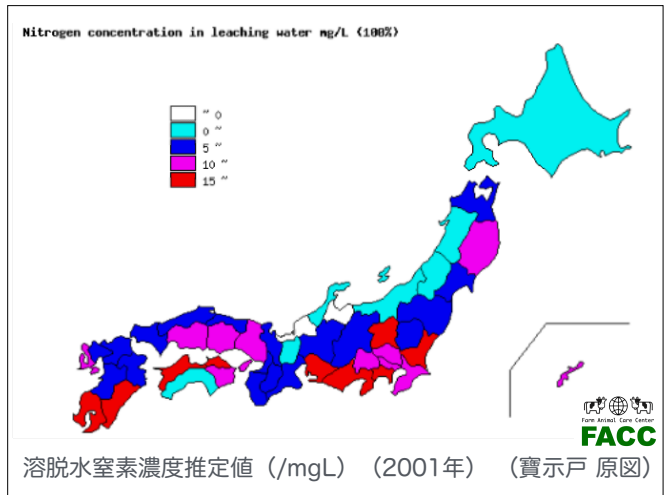 Nitrogen concentration in leaching water mg/L (100%)
~ 0
0 ~
5 ~
10 ~
15 ~
Farm Animal Care Center
FACC
溶脱水窒素濃度推定値（/mgL）（2001年）　（寶示戸 原図）